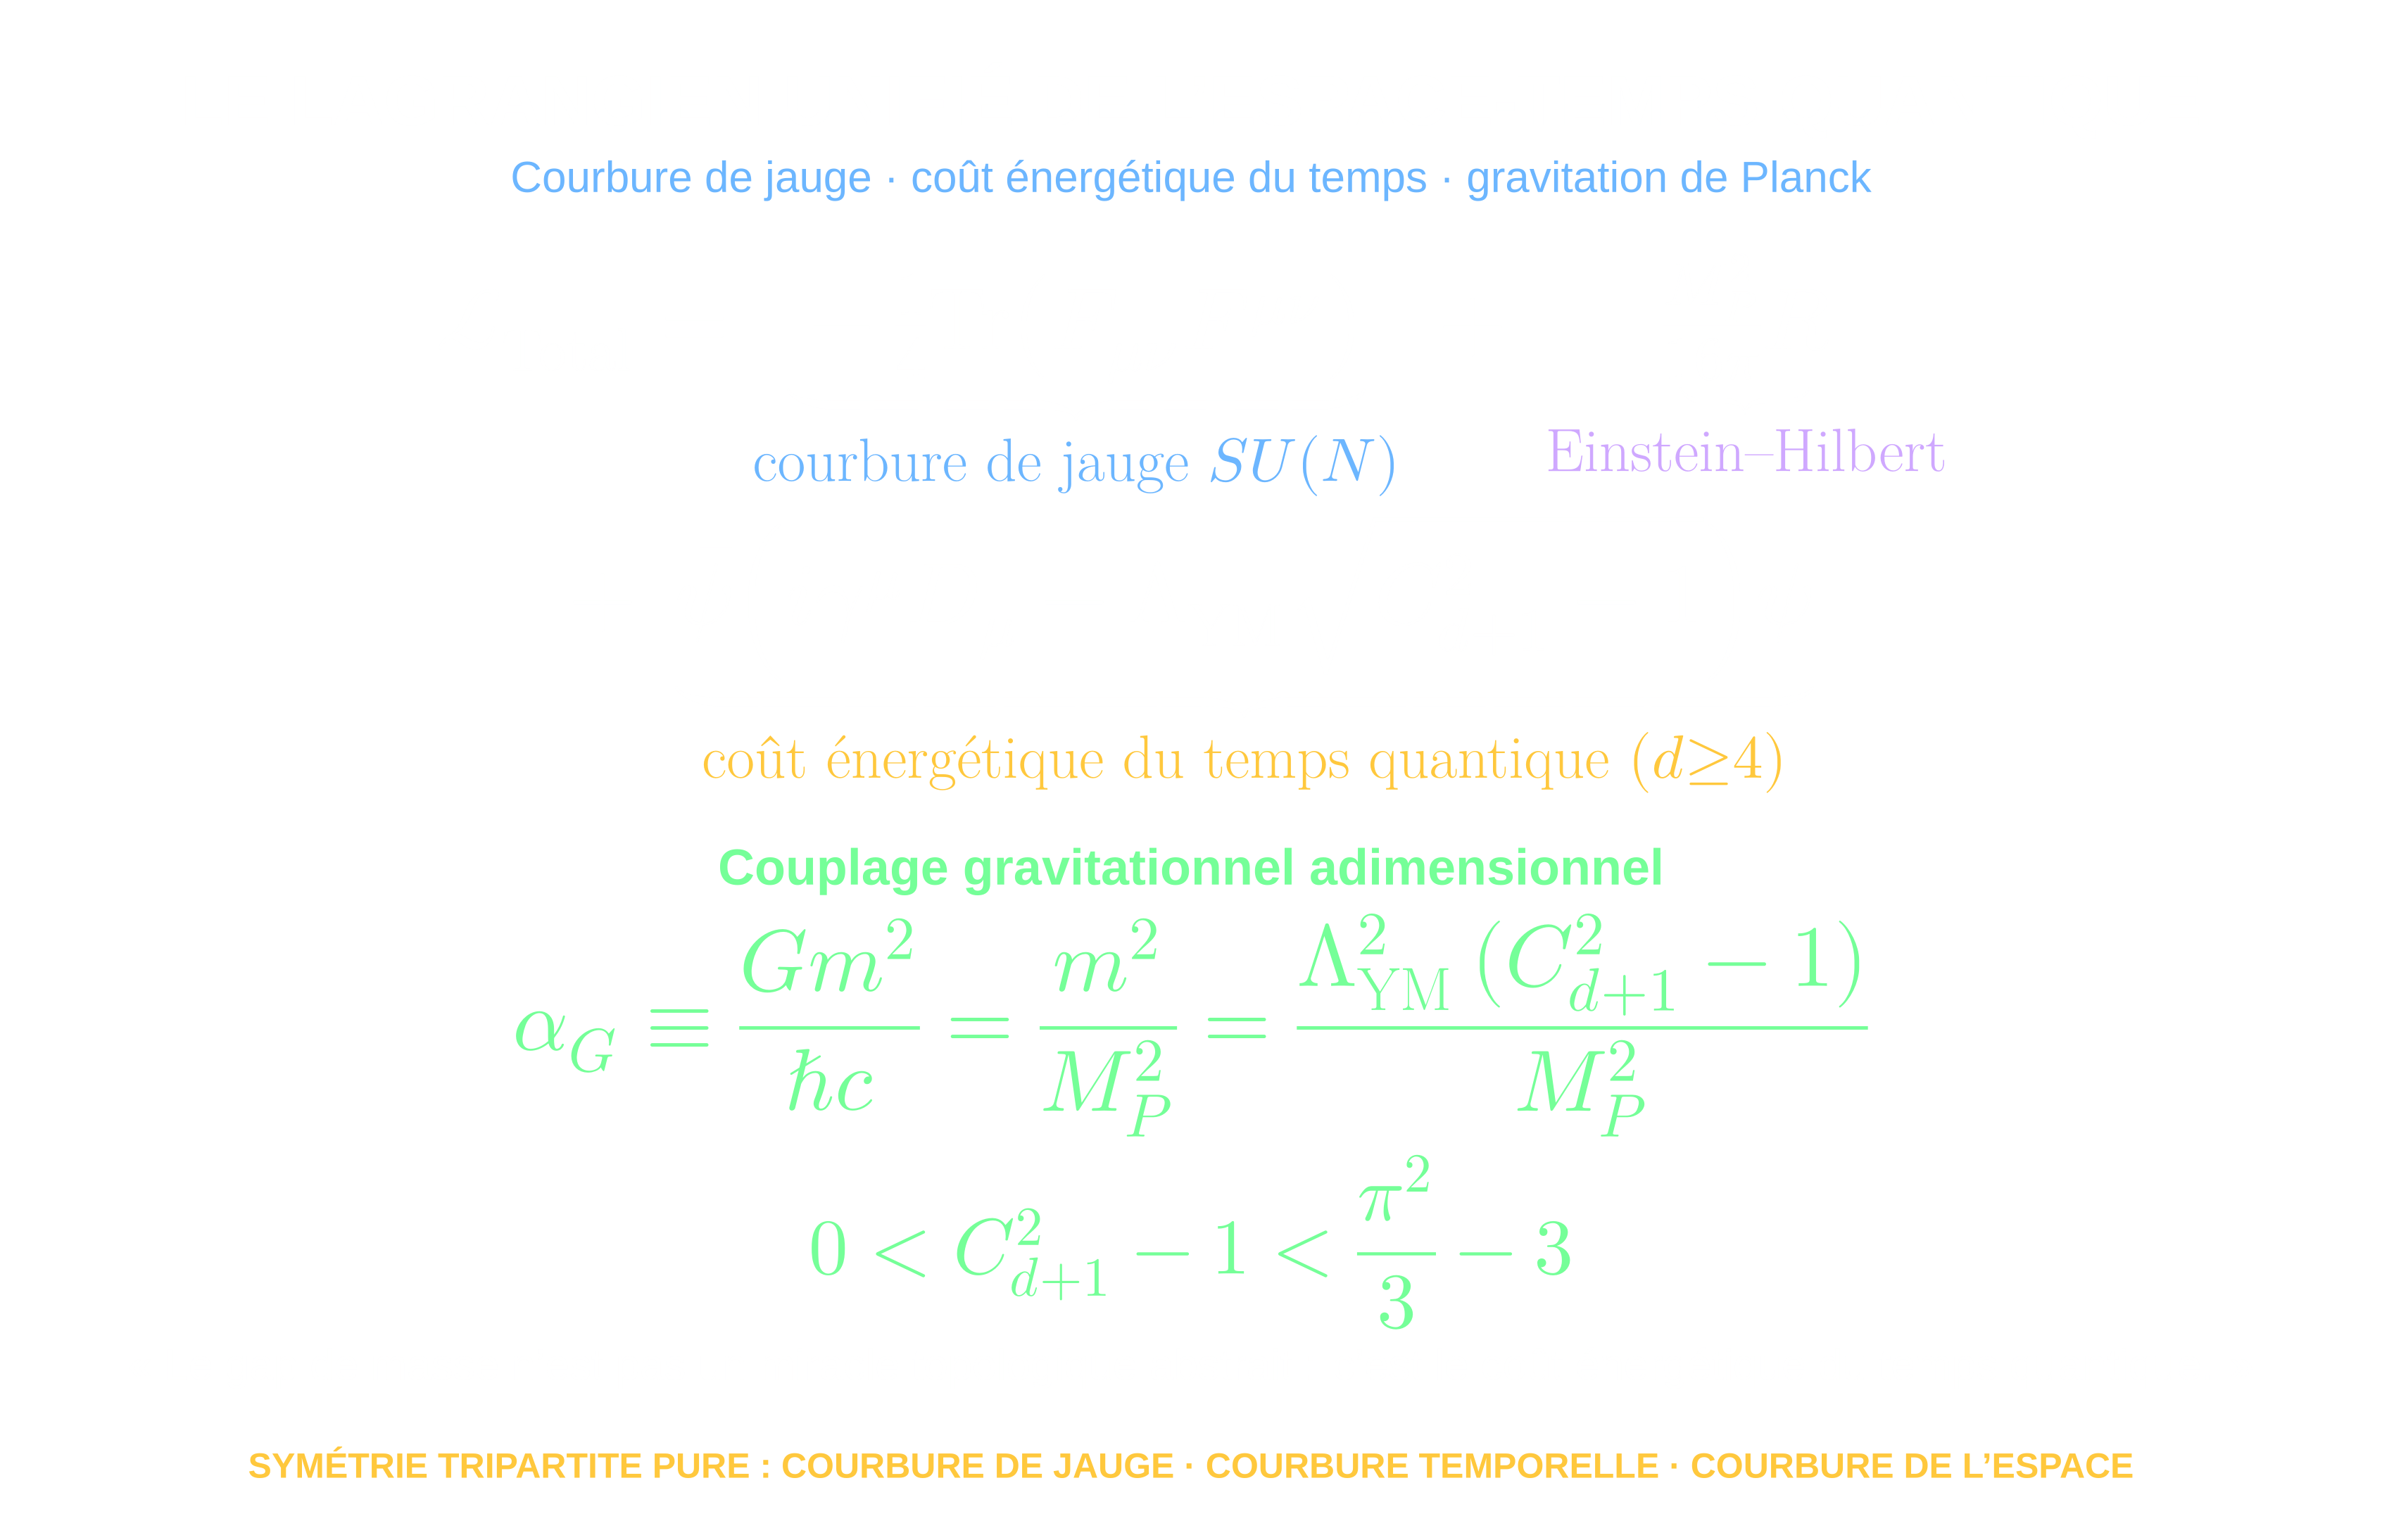 Courbure de jauge · coût énergétique du temps · gravitation de Planck
courbure de jauge SU(N) Einstein–Hilbert
coût énergétique du temps quantique (d≥4)
Couplage gravitationnel adimensionnel
α_G ≡ Gm²/ħc = m²/M_P² = Λ²_YM (C²_{d+1} − 1)/M_P²
0 < C²_{d+1} − 1 < π²/3 − 3
SYMÉTRIE TRIPARTITE PURE : COURBURE DE JAUGE · COURBURE TEMPORELLE · COURBURE DE L’ESPACE